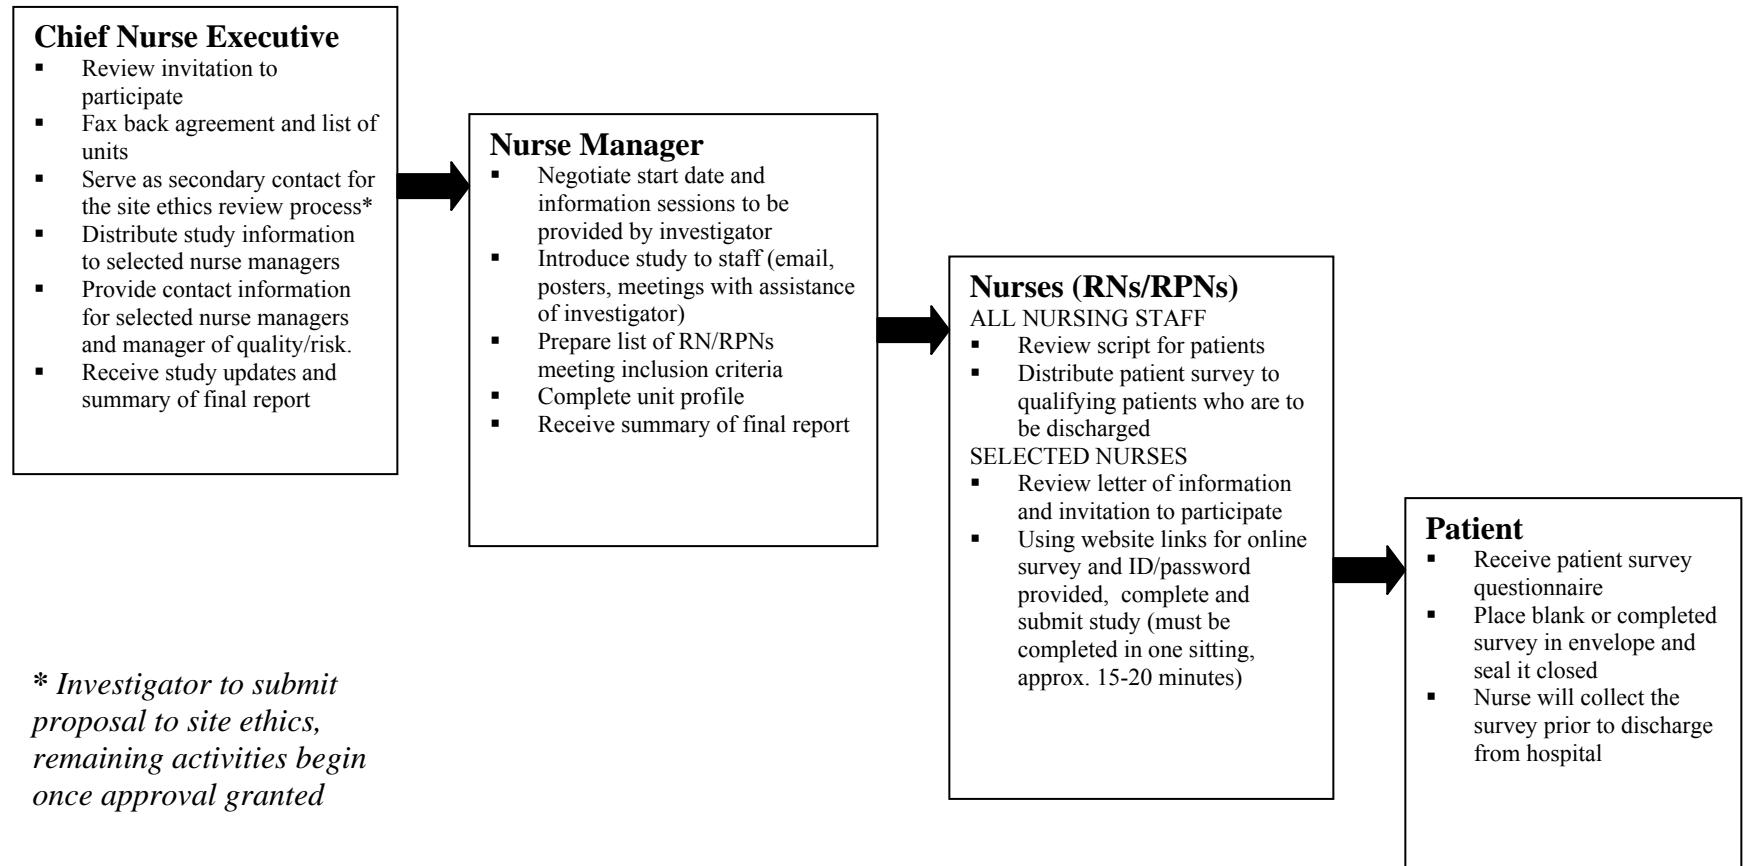 Chief Nurse Executive
▪ Review invitation to
participate
▪ Fax back agreement and list of
units
▪ Serve as secondary contact for
the site ethics review process*
▪ Distribute study information
to selected nurse managers
▪ Provide contact information
for selected nurse managers
and manager of quality/risk.
▪ Receive study updates and
summary of final report
Nurse Manager
▪ Negotiate start date and
information sessions to be
provided by investigator
▪ Introduce study to staff (email,
posters, meetings with assistance
of investigator)
▪ Prepare list of RN/RPNs
meeting inclusion criteria
▪ Complete unit profile
▪ Receive summary of final report
Nurses (RNs/RPNs)
ALL NURSING STAFF
▪ Review script for patients
▪ Distribute patient survey to
qualifying patients who are to
be discharged
SELECTED NURSES
▪ Review letter of information
and invitation to participate
▪ Using website links for online
survey and ID/password
provided, complete and
submit study (must be
completed in one sitting,
approx. 15-20 minutes)
Patient
▪ Receive patient survey
questionnaire
▪ Place blank or completed
survey in envelope and
seal it closed
▪ Nurse will collect the
survey prior to discharge
from hospital
* Investigator to submit
proposal to site ethics,
remaining activities begin
once approval granted